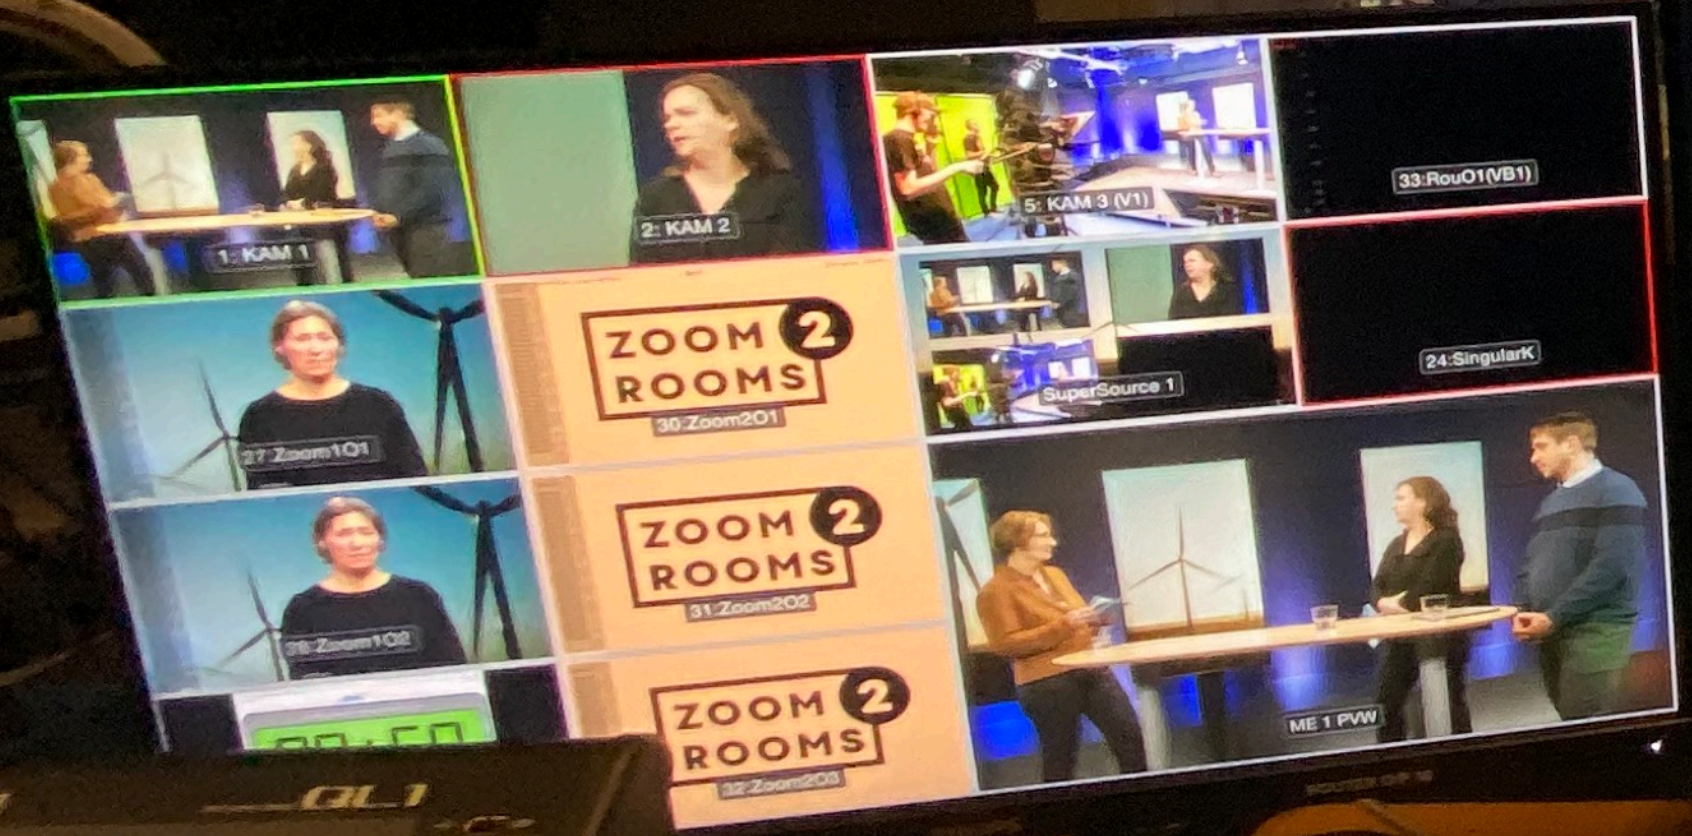 1: KAM 1
2: KAM 2
5: KAM 3 (V1)
33:RouO1(VB1)
27:Zoom1O1
ZOOM 2
ROOMS
30:Zoom2O1
SuperSource 1
24:SingularK
28:Zoom1O2
ZOOM 2
ROOMS
31:Zoom2O2
ME 1 PVW
ZOOM 2
ROOMS
32:Zoom2O3
QL1